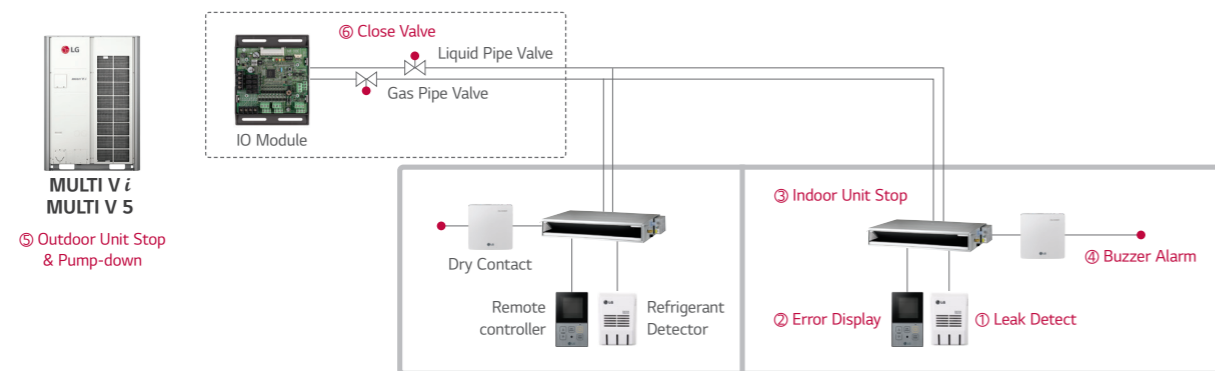 LG
MULTI V i
MULTI V 5
⑤ Outdoor Unit Stop
& Pump-down
⑥ Close Valve
Liquid Pipe Valve
Gas Pipe Valve
IO Module
Dry Contact
Remote
controller
Refrigerant
Detector
③ Indoor Unit Stop
④ Buzzer Alarm
② Error Display
① Leak Detect